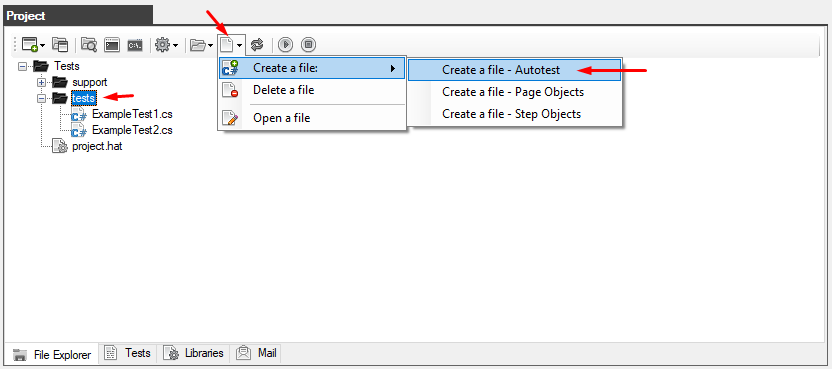 Project
Tests
support
tests
ExampleTest1.cs
ExampleTest2.cs
project.hat
Create a file:
Delete a file
Open a file
Create a file - Autotest
Create a file - Page Objects
Create a file - Step Objects
File Explorer
Tests
Libraries
Mail